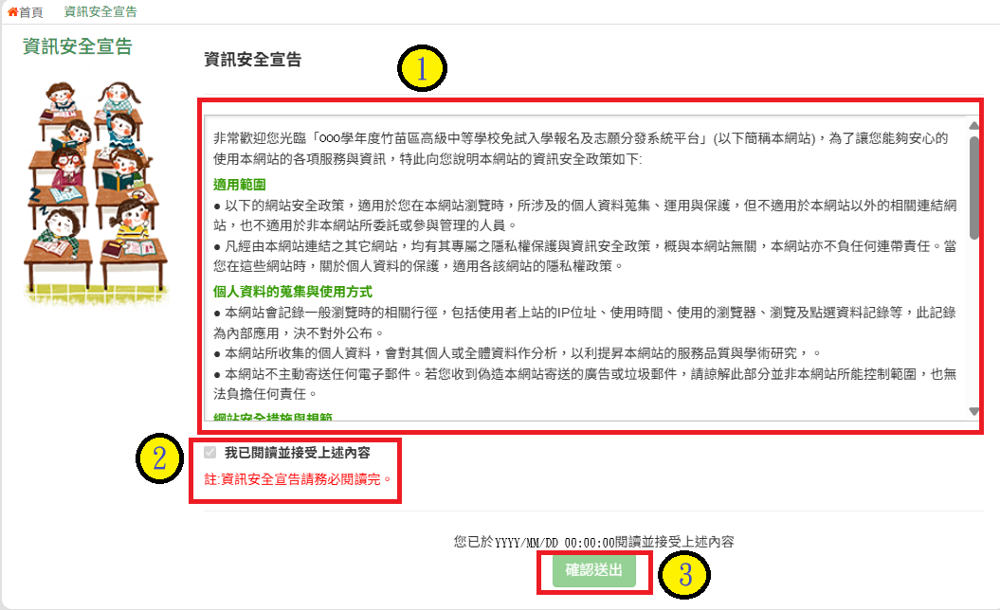 首頁 資訊安全宣告
資訊安全宣告
資訊安全宣告
1
非常歡迎您光臨「ooo學年度竹苗區高級中等學校免試入學報名及志願分發系統平台」(以下簡稱本網站)，為了讓您能夠安心的
使用本網站的各項服務與資訊，特此向您說明本網站的資訊安全政策如下:
適用範圍
● 以下的網站安全政策，適用於您在本網站瀏覽時，所涉及的個人資料蒐集、運用與保護，但不適用於本網站以外的相關連結網
站，也不適用於非本網站所委託或參與管理的人員。
● 凡經由本網站連結之其它網站，均有其專屬之隱私權保護與資訊安全政策，概與本網站無關，本網站亦不負任何連帶責任。當
您在這些網站時，關於個人資料的保護，適用各該網站的隱私權政策。
個人資料的蒐集與使用方式
● 本網站會記錄一般瀏覽時的相關行徑，包括使用者上站的IP位址、使用時間、使用的瀏覽器、瀏覽及點選資料記錄等，此記錄
為內部應用，決不對外公布。
● 本網站所收集的個人資料，會對其個人或全體資料作分析，以利提昇本網站的服務品質與學術研究，。
● 本網站不主動寄送任何電子郵件。若您收到偽造本網站寄送的廣告或垃圾郵件，請諒解此部分並非本網站所能控制範圍，也無
法負擔任何責任。
網站安全措施與規範
2
我已閱讀並接受上述內容
註:資訊安全宣告請務必閱讀完。
您已於YYYY/MM/DD 00:00:00閱讀並接受上述內容
確認送出
3